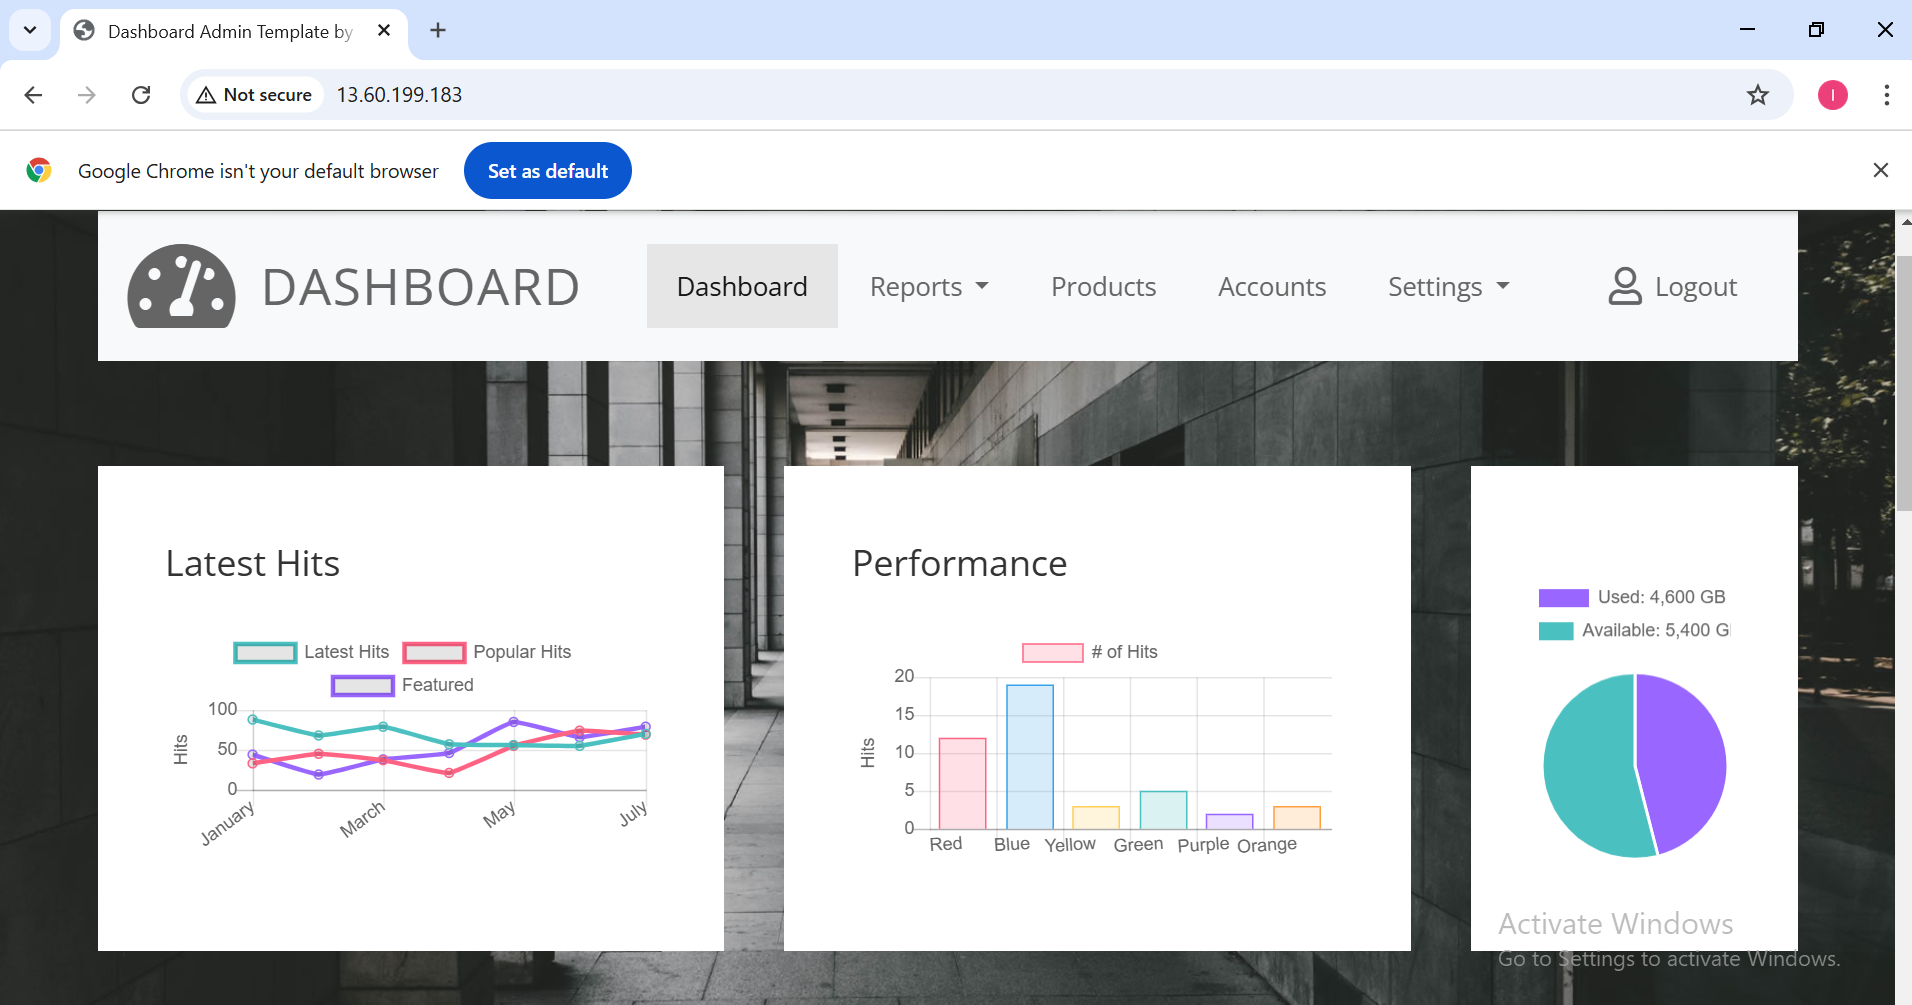 Dashboard Admin Template by
Not secure 13.60.199.183
I
Google Chrome isn't your default browser Set as default
DASHBOARD Dashboard Reports Products Accounts Settings Logout
Latest Hits
Latest Hits Popular Hits
Featured
100
50
0
Hits
January March May July
Performance
# of Hits
20
15
10
5
0
Hits
Red Blue Yellow Green Purple Orange
Used: 4,600 GB
Available: 5,400 G
Activate Windows
Go to Settings to activate Windows.